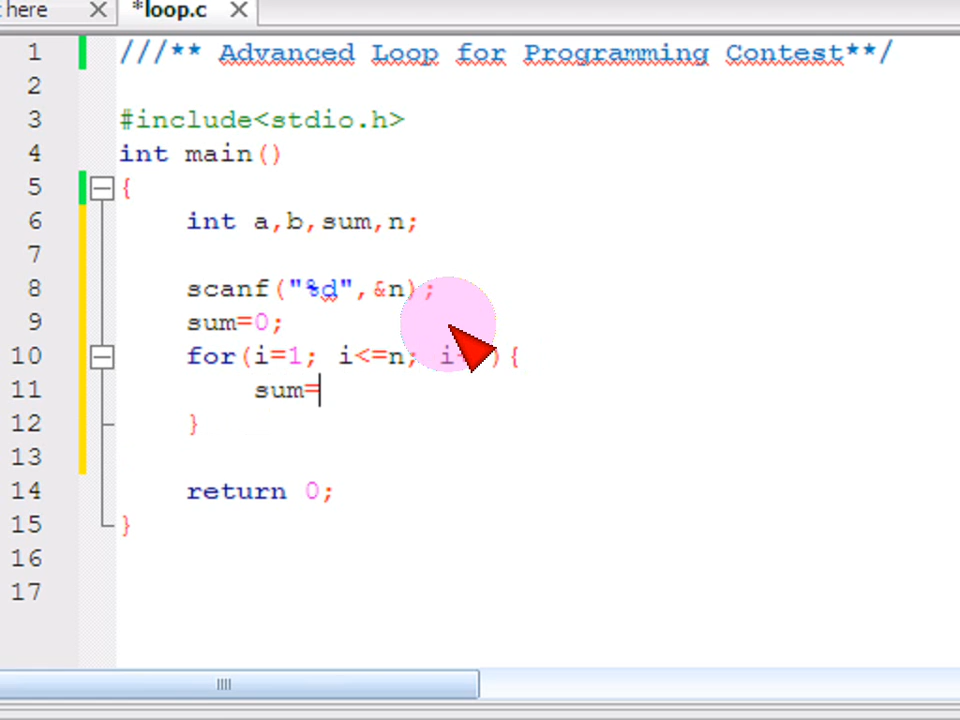 here
*loop.c
1 ///** Advanced Loop for Programming Contest**/
2
3 #include<stdio.h>
4 int main()
5 {
6 int a,b,sum,n;
7
8 scanf("%d",&n);
9 sum=0;
10 for(i=1; i<=n; i++){
11 sum=
12 }
13
14 return 0;
15 }
16
17